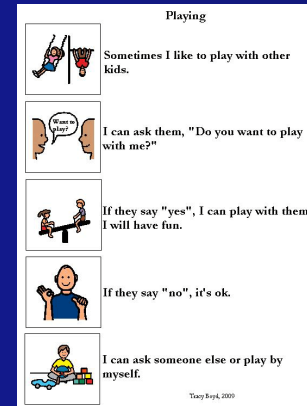 Playing
Sometimes I like to play with other
kids.
Want to
play?
I can ask them, "Do you want to play
with me?"
If they say "yes", I can play with them
I will have fun.
If they say "no", it's ok.
I can ask someone else or play by
myself.
Tracy Boyd, 2009